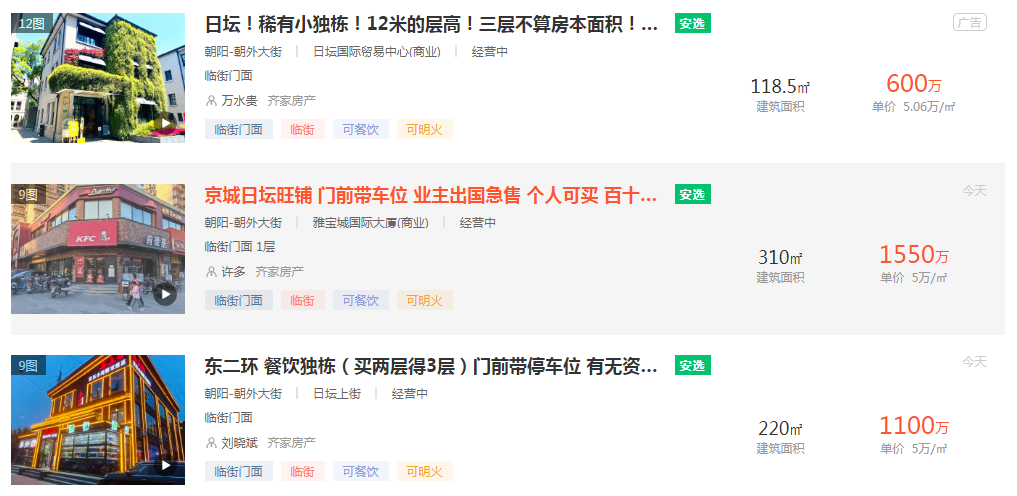 12图
日坛！稀有小独栋！12米的层高！三层不算房本面积！...
安选
广告
朝阳-朝外大街 | 日坛国际贸易中心(商业) | 经营中
临街门面
118.5㎡
600万
万水贵 齐家房产
建筑面积
单价 5.06万/㎡
临街门面 临街 可餐饮 可明火
9图
京城日坛旺铺 门前带车位 业主出国急售 个人可买 百十...
安选
今天
朝阳-朝外大街 | 雅宝城国际大厦(商业) | 经营中
KFC
临街门面 1层
310㎡
1550万
许多 齐家房产
建筑面积
单价 5万/㎡
临街门面 临街 可餐饮 可明火
9图
东二环 餐饮独栋（买两层得3层）门前带停车位 有无资...
安选
今天
朝阳-朝外大街 | 日坛上街 | 经营中
临街门面
220㎡
1100万
刘晓斌 齐家房产
建筑面积
单价 5万/㎡
临街门面 临街 可餐饮 可明火